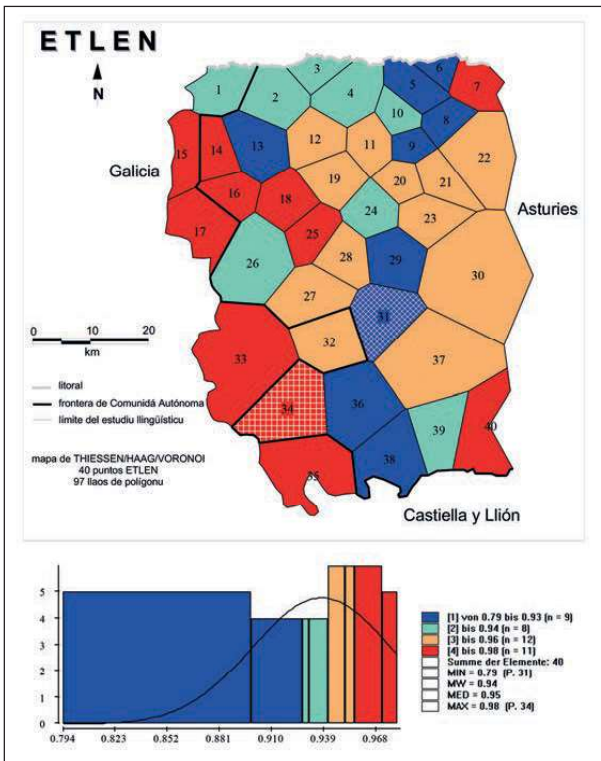 ETLEN
N
1
2
3
4
5
6
7
8
9
10
11
12
13
14
15
16
17
18
19
20
21
22
23
24
25
26
27
28
29
30
31
32
33
34
35
36
37
38
39
40
Galicia
Asturies
Castiella y Llión
0 10 20
km
litoral
frontera de Comunidá Autónoma
límite del estudiu llingüísticu
mapa de THIESSEN/HAAG/VORONOI
40 puntos ETLEN
97 llaos de polígonu
5
4
3
2
1
0
0.794 0.823 0.852 0.881 0.910 0.939 0.968
[1] von 0.79 bis 0.93 (n = 9)
[2] bis 0.94 (n = 8)
[3] bis 0.96 (n = 12)
[4] bis 0.98 (n = 11)
Summe der Elemente: 40
MIN = 0.79 (P. 31)
MW = 0.94
MED = 0.95
MAX = 0.98 (P. 34)